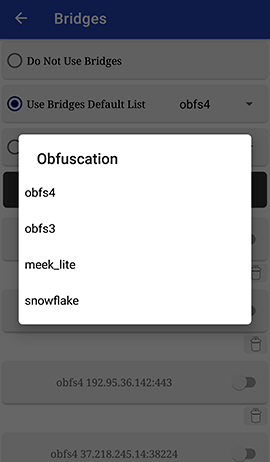 Bridges
Do Not Use Bridges
Use Bridges Default List obfs4
Obfuscation
obfs4
obfs3
meek_lite
snowflake
obfs4 192.95.36.142:443
obfs4 37.218.245.14:38224